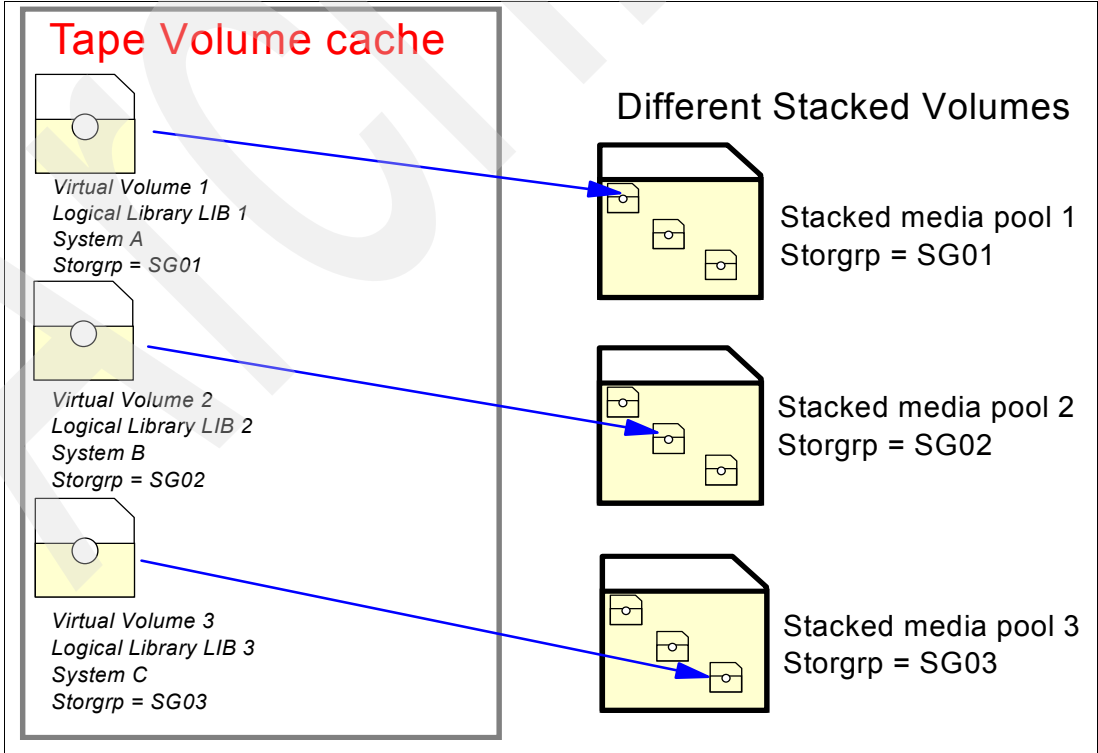 Tape Volume cache
Virtual Volume 1
Logical Library LIB 1
System A
Storgrp = SG01
Virtual Volume 2
Logical Library LIB 2
System B
Storgrp = SG02
Virtual Volume 3
Logical Library LIB 3
System C
Storgrp = SG03
Different Stacked Volumes
Stacked media pool 1
Storgrp = SG01
Stacked media pool 2
Storgrp = SG02
Stacked media pool 3
Storgrp = SG03